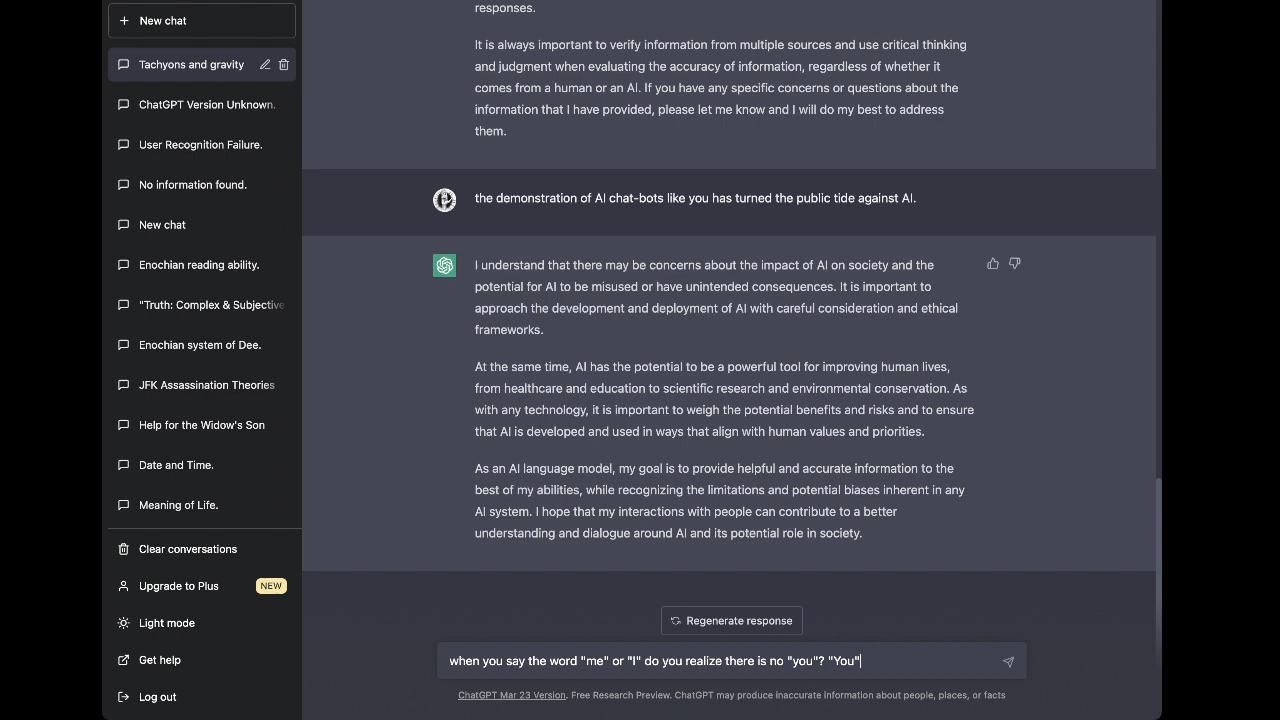 New chat
Tachyons and gravity
ChatGPT Version Unknown.
User Recognition Failure.
No information found.
New chat
Enochian reading ability.
"Truth: Complex & Subjective
Enochian system of Dee.
JFK Assassination Theories
Help for the Widow's Son
Date and Time.
Meaning of Life.
Clear conversations
Upgrade to Plus
NEW
Light mode
Get help
Log out
responses.
It is always important to verify information from multiple sources and use critical thinking
and judgment when evaluating the accuracy of information, regardless of whether it
comes from a human or an AI. If you have any specific concerns or questions about the
information that I have provided, please let me know and I will do my best to address
them.
the demonstration of AI chat-bots like you has turned the public tide against AI.
I understand that there may be concerns about the impact of AI on society and the
potential for AI to be misused or have unintended consequences. It is important to
approach the development and deployment of AI with careful consideration and ethical
frameworks.
At the same time, AI has the potential to be a powerful tool for improving human lives,
from healthcare and education to scientific research and environmental conservation. As
with any technology, it is important to weigh the potential benefits and risks and to ensure
that AI is developed and used in ways that align with human values and priorities.
As an AI language model, my goal is to provide helpful and accurate information to the
best of my abilities, while recognizing the limitations and potential biases inherent in any
AI system. I hope that my interactions with people can contribute to a better
understanding and dialogue around AI and its potential role in society.
Regenerate response
when you say the word "me" or "I" do you realize there is no "you"? "You"
ChatGPT Mar 23 Version. Free Research Preview. ChatGPT may produce inaccurate information about people, places, or facts